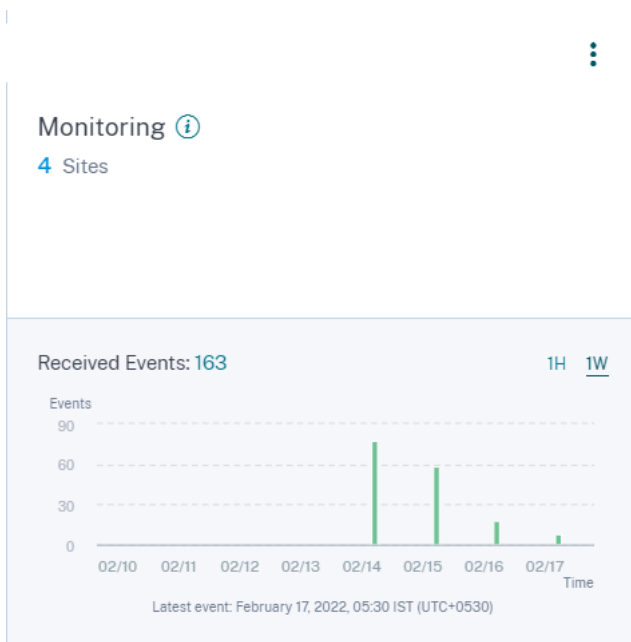 Monitoring
4 Sites
Received Events: 163 1H 1W
Events
90
60
30
0
02/10 02/11 02/12 02/13 02/14 02/15 02/16 02/17
Time
Latest event: February 17, 2022, 05:30 IST (UTC+0530)